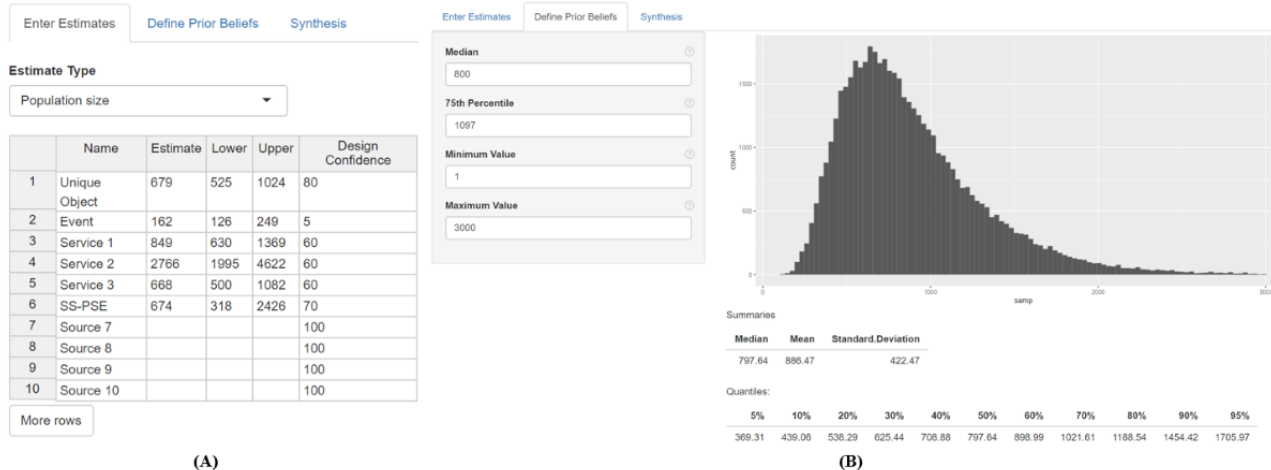 Enter Estimates Define Prior Beliefs Synthesis
Estimate Type
Population size
Name Estimate Lower Upper Design Confidence
1 Unique Object 679 525 1024 80
2 Event 162 126 249 5
3 Service 1 849 630 1369 60
4 Service 2 2766 1995 4622 60
5 Service 3 668 500 1082 60
6 SS-PSE 674 318 2426 70
7 Source 7 100
8 Source 8 100
9 Source 9 100
10 Source 10 100
More rows
(A)
Enter Estimates Define Prior Beliefs Synthesis
Median ?
800
75th Percentile ?
1097
Minimum Value ?
1
Maximum Value ?
3000
count
1500
1000
500
0
0 1000 2000 3000
samp
Summaries
Median Mean Standard.Deviation
797.64 886.47 422.47
Quantiles:
5% 10% 20% 30% 40% 50% 60% 70% 80% 90% 95%
369.31 439.06 538.29 625.44 708.88 797.64 898.99 1021.61 1188.54 1454.42 1705.97
(B)